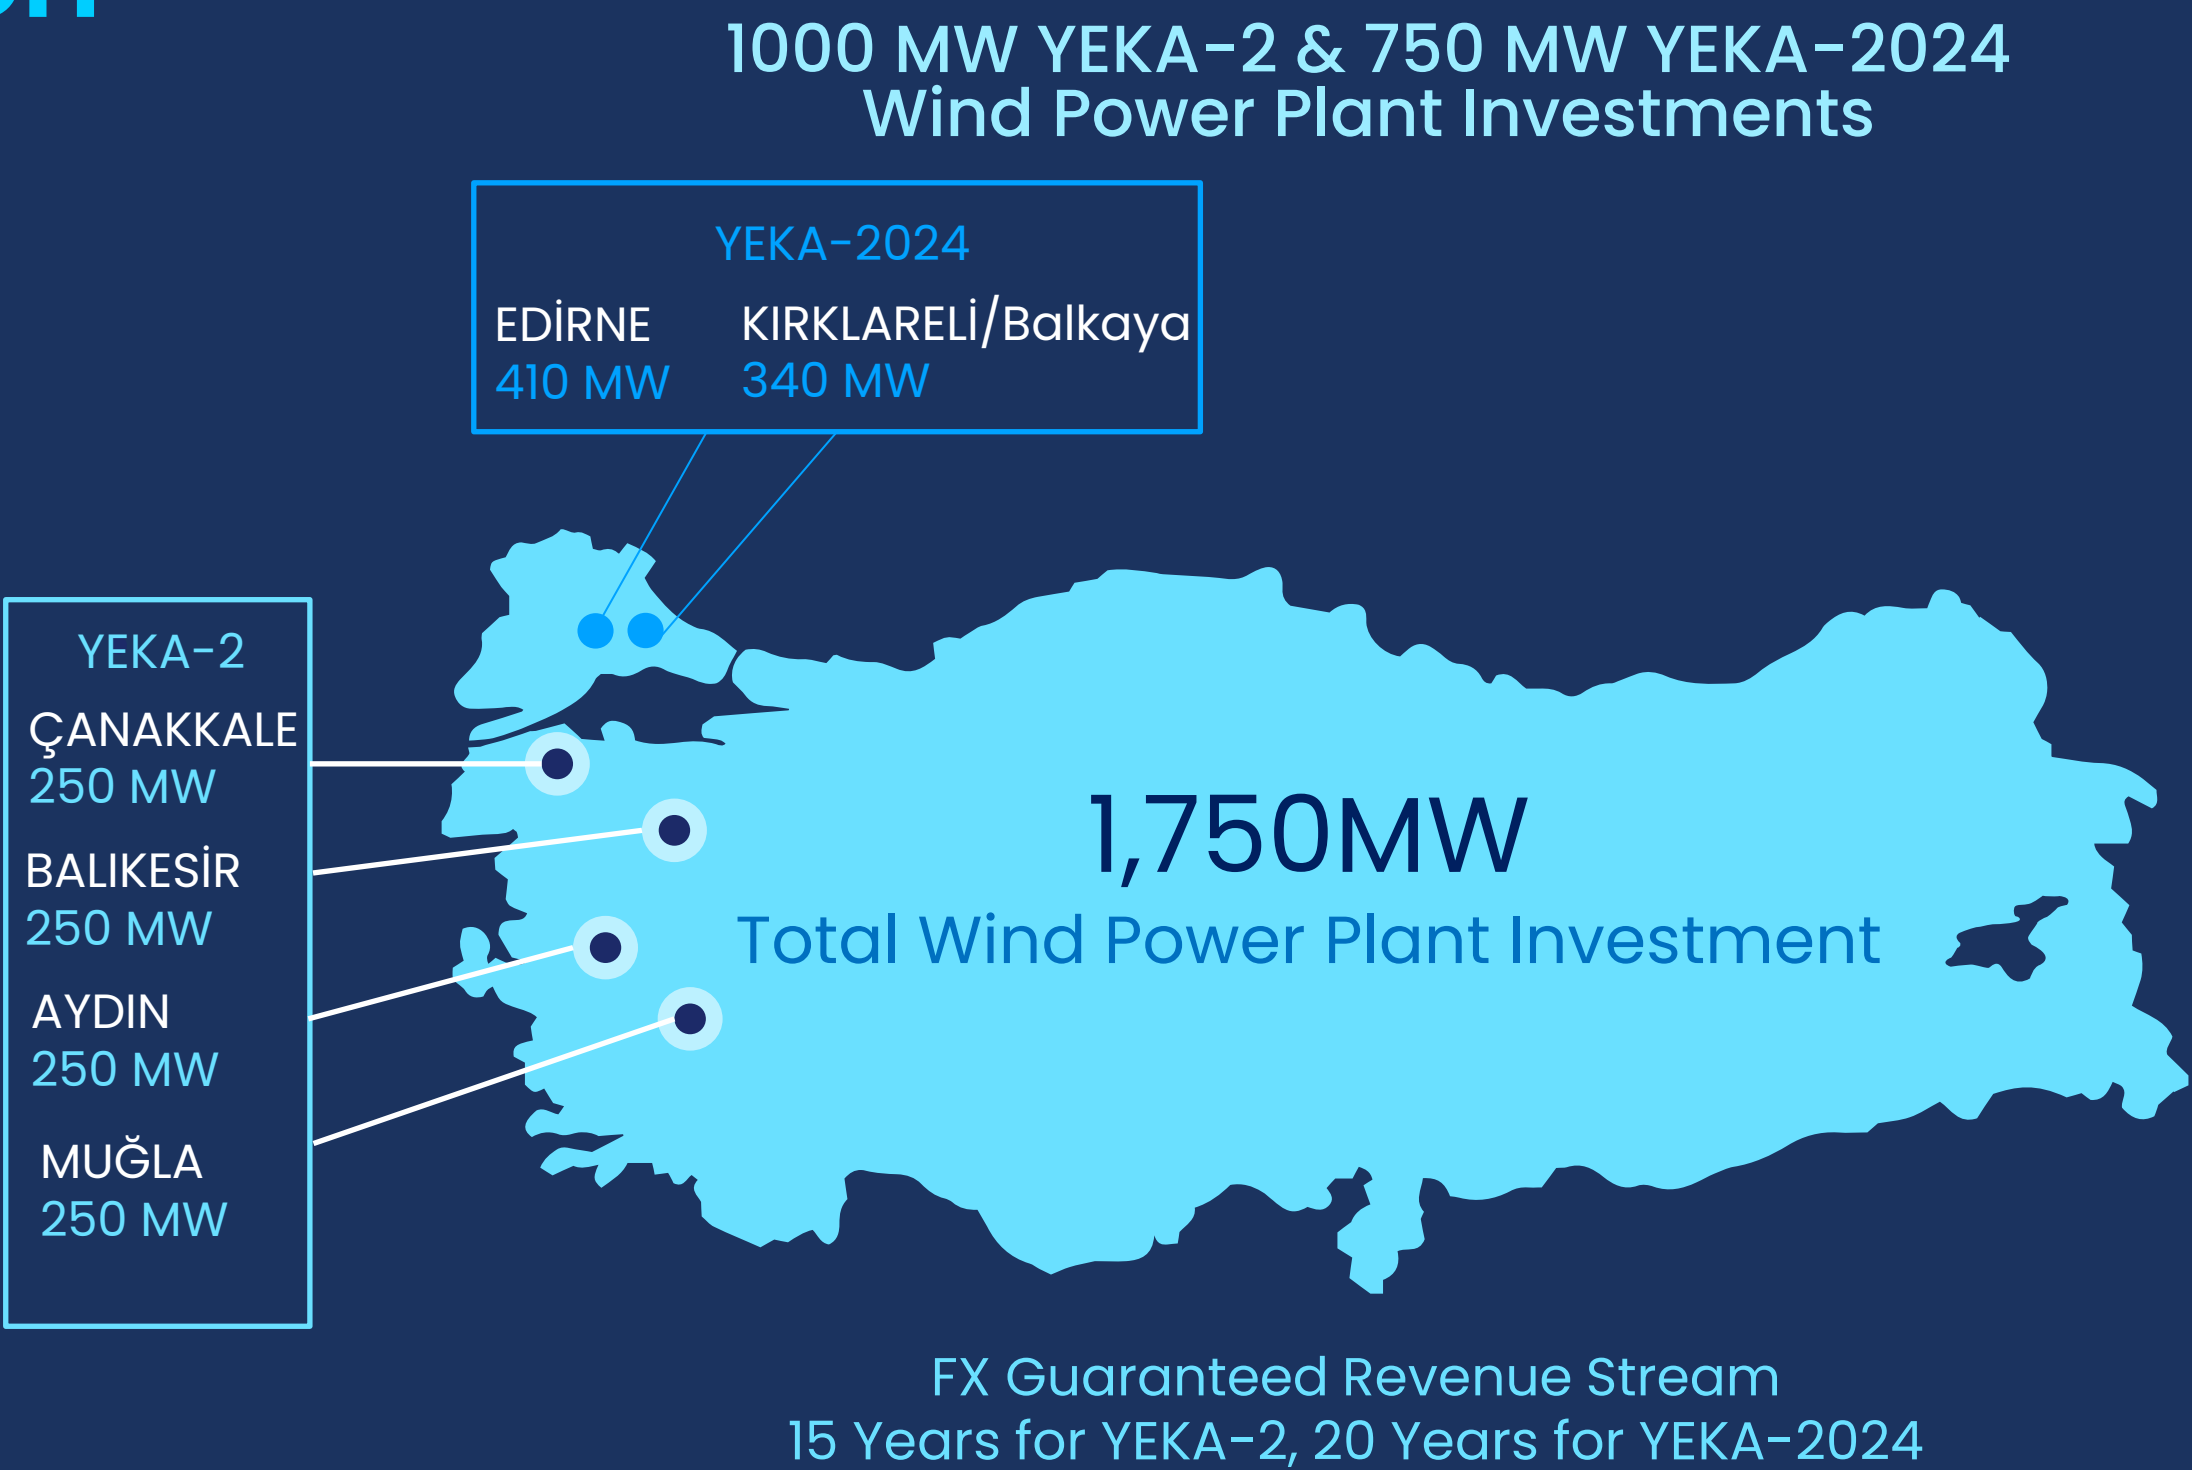 1000 MW YEKA-2 & 750 MW YEKA-2024
Wind Power Plant Investments
YEKA-2024
EDİRNE
410 MW
KIRKLARELİ/Balkaya
340 MW
YEKA-2
ÇANAKKALE
250 MW
BALIKESİR
250 MW
AYDIN
250 MW
MUĞLA
250 MW
1,750MW
Total Wind Power Plant Investment
FX Guaranteed Revenue Stream
15 Years for YEKA-2, 20 Years for YEKA-2024